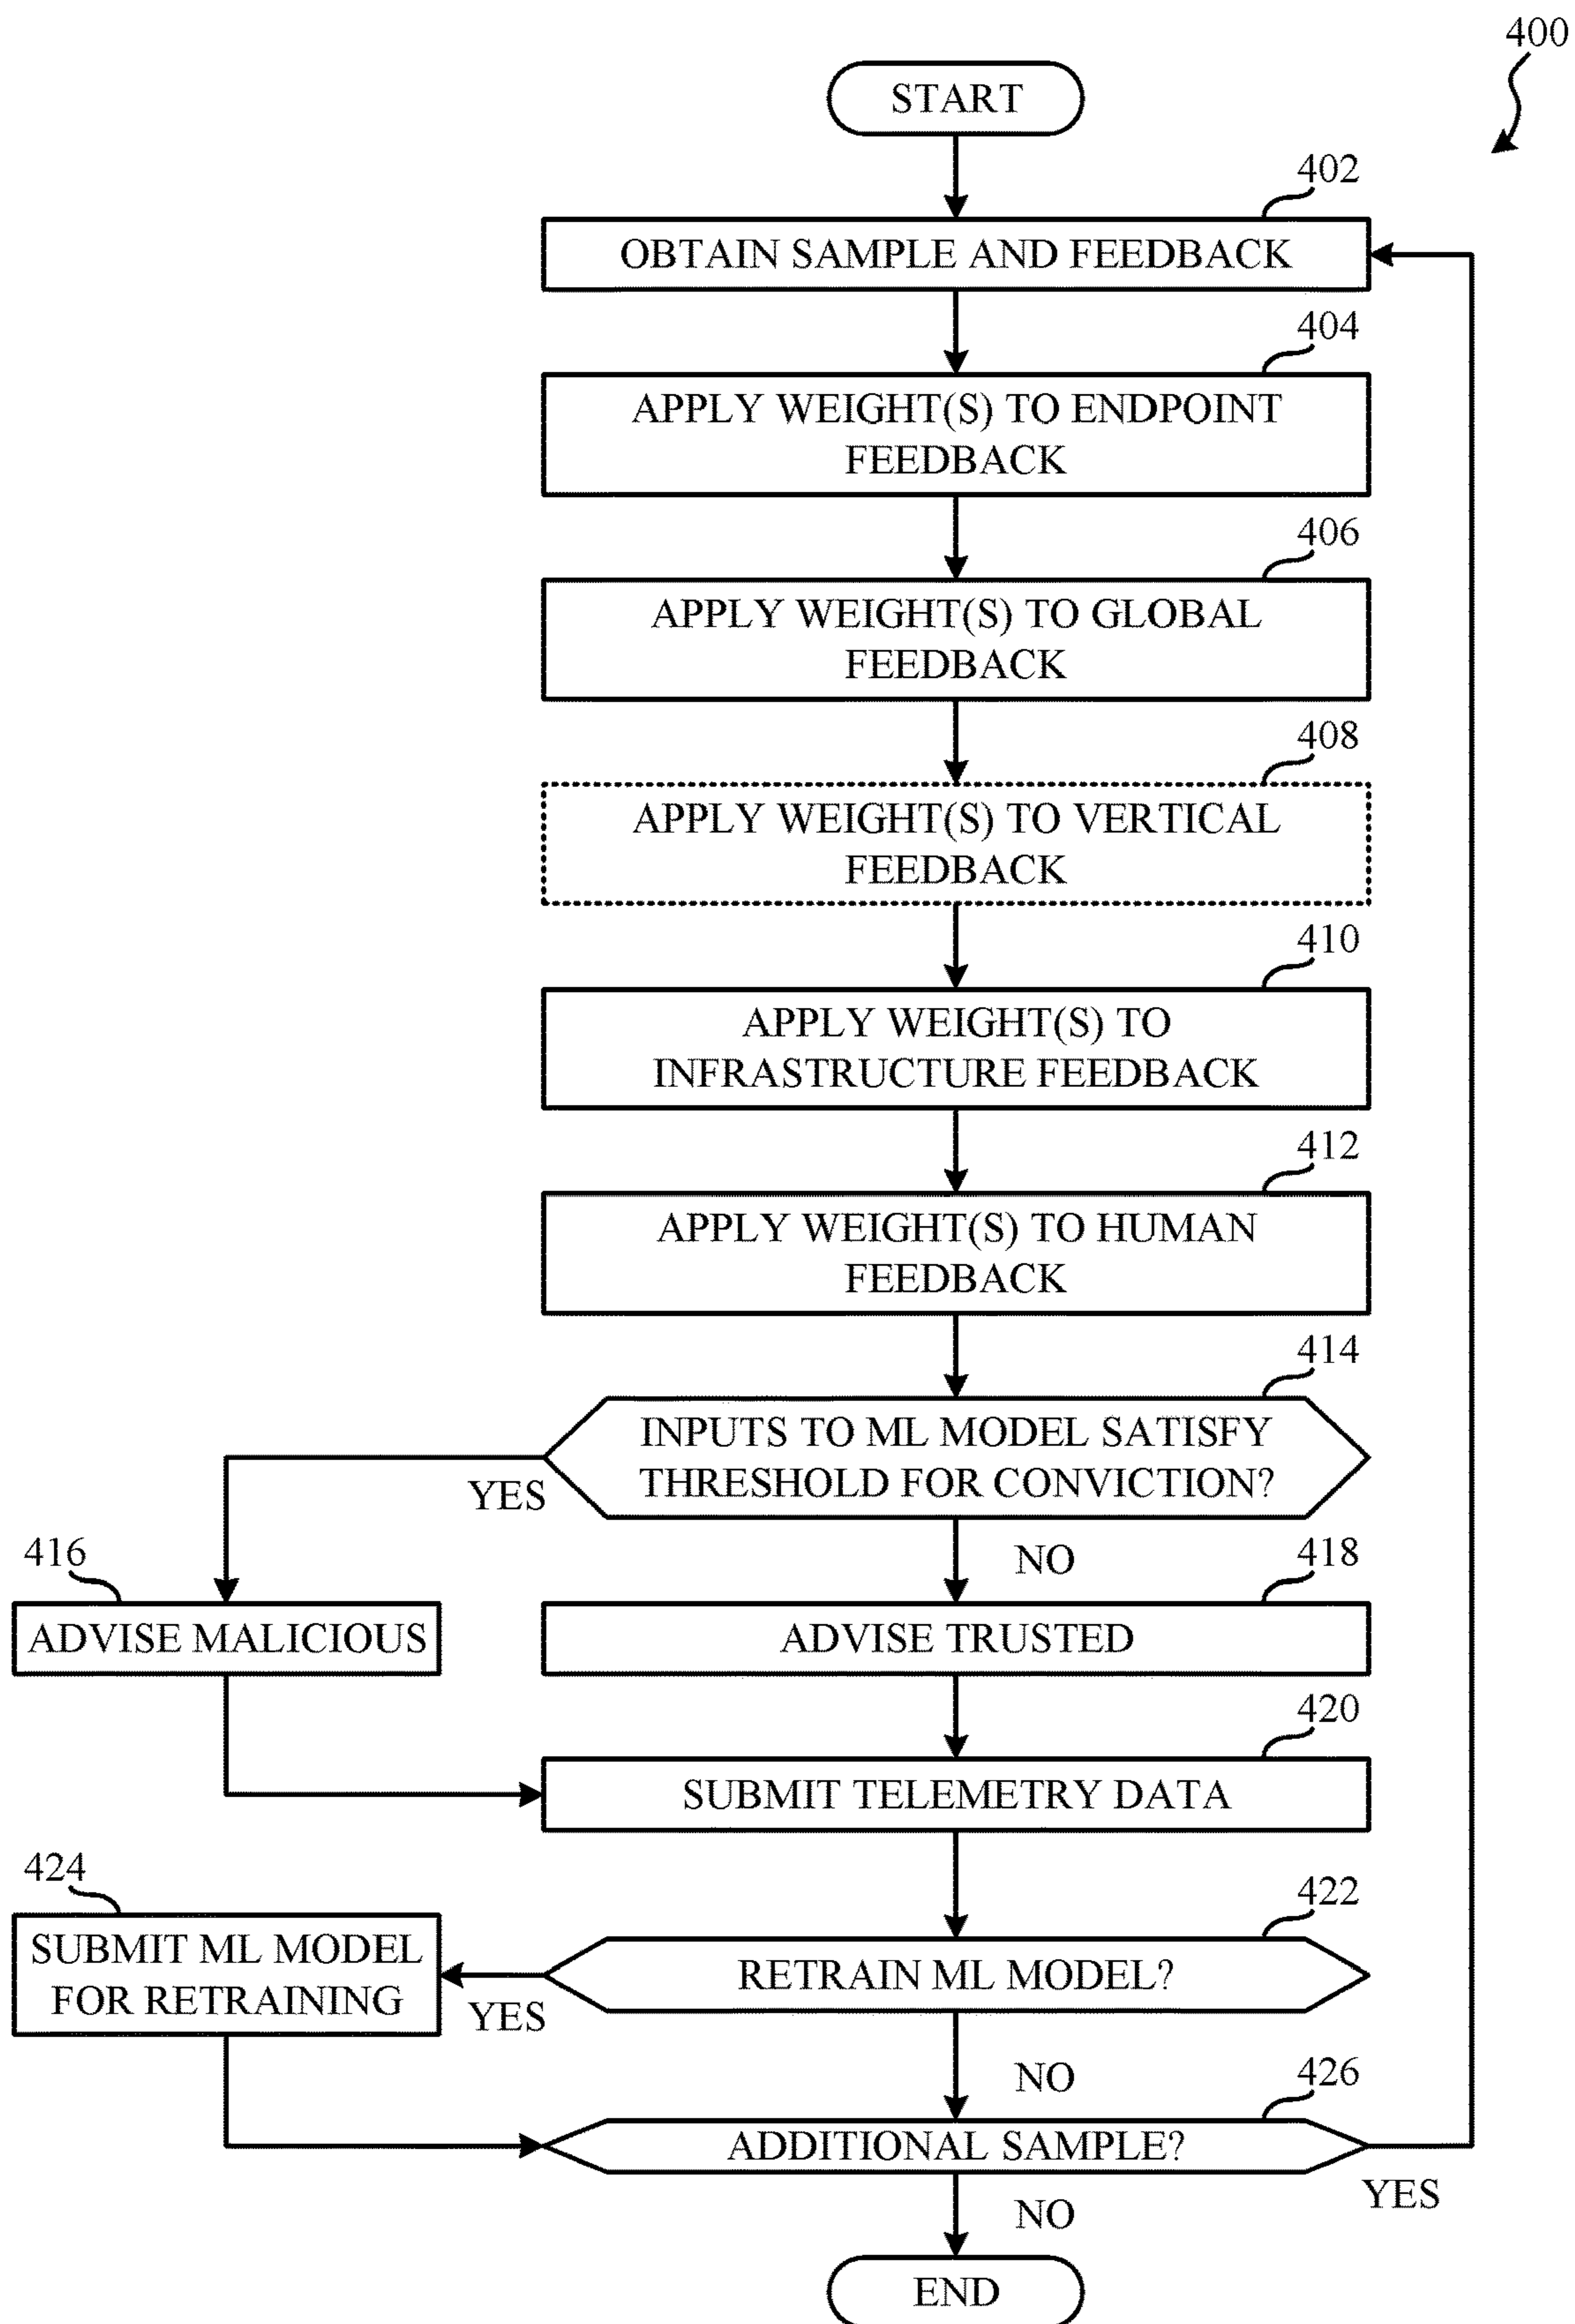 400
START
402
OBTAIN SAMPLE AND FEEDBACK
404
APPLY WEIGHT(S) TO ENDPOINT
FEEDBACK
406
APPLY WEIGHT(S) TO GLOBAL
FEEDBACK
408
APPLY WEIGHT(S) TO VERTICAL
FEEDBACK
410
APPLY WEIGHT(S) TO
INFRASTRUCTURE FEEDBACK
412
APPLY WEIGHT(S) TO HUMAN
FEEDBACK
414
INPUTS TO ML MODEL SATISFY
THRESHOLD FOR CONVICTION?
YES
NO
416
ADVISE MALICIOUS
418
ADVISE TRUSTED
420
SUBMIT TELEMETRY DATA
422
RETRAIN ML MODEL?
YES
NO
424
SUBMIT ML MODEL
FOR RETRAINING
426
ADDITIONAL SAMPLE?
YES
NO
END